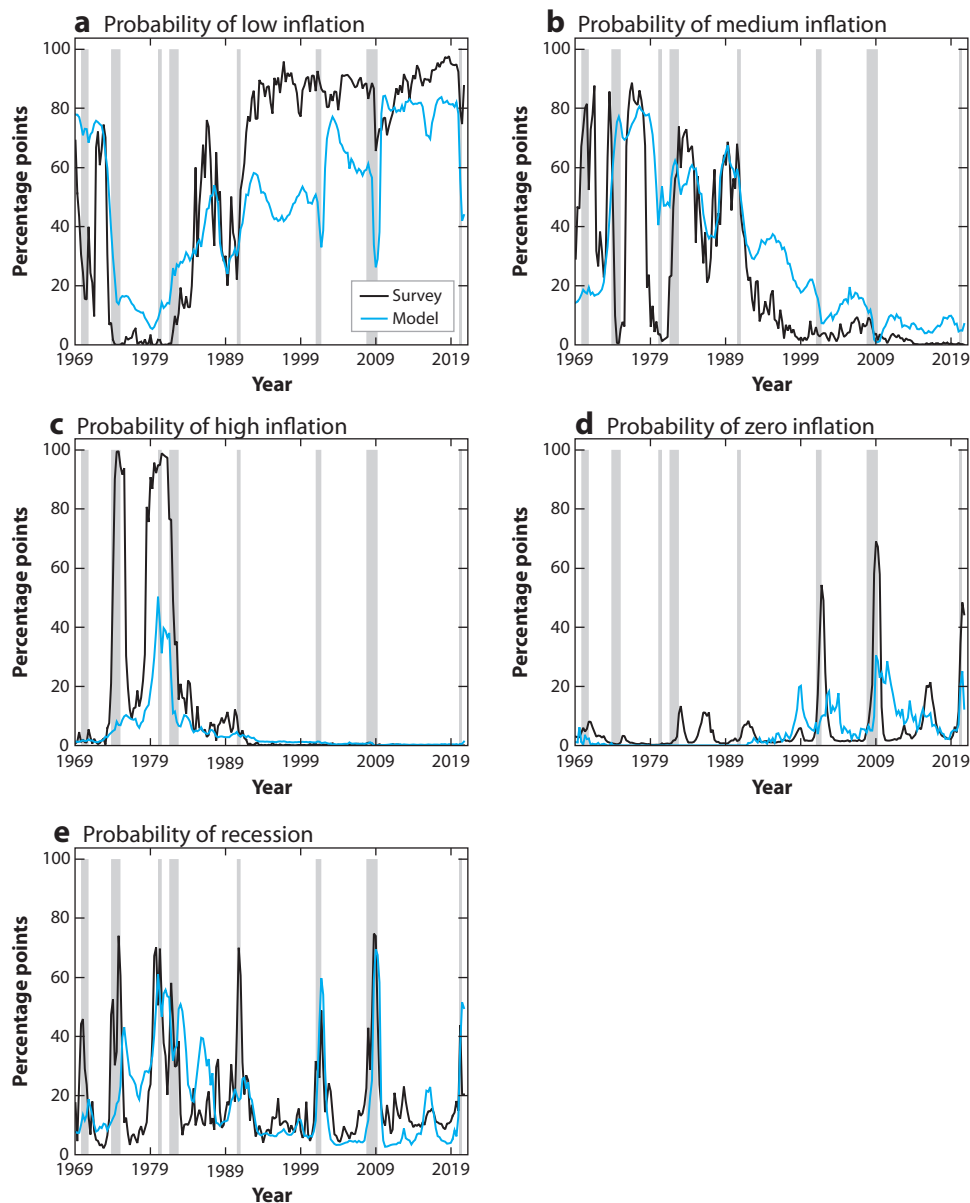 a Probability of low inflation
100
80
60
40
20
0
Percentage points
1969 1979 1989 1999 2009 2019
Year
Survey
Model
b Probability of medium inflation
100
80
60
40
20
0
Percentage points
1969 1979 1989 1999 2009 2019
Year
c Probability of high inflation
100
80
60
40
20
0
Percentage points
1969 1979 1989 1999 2009 2019
Year
d Probability of zero inflation
100
80
60
40
20
0
Percentage points
1969 1979 1989 1999 2009 2019
Year
e Probability of recession
100
80
60
40
20
0
Percentage points
1969 1979 1989 1999 2009 2019
Year